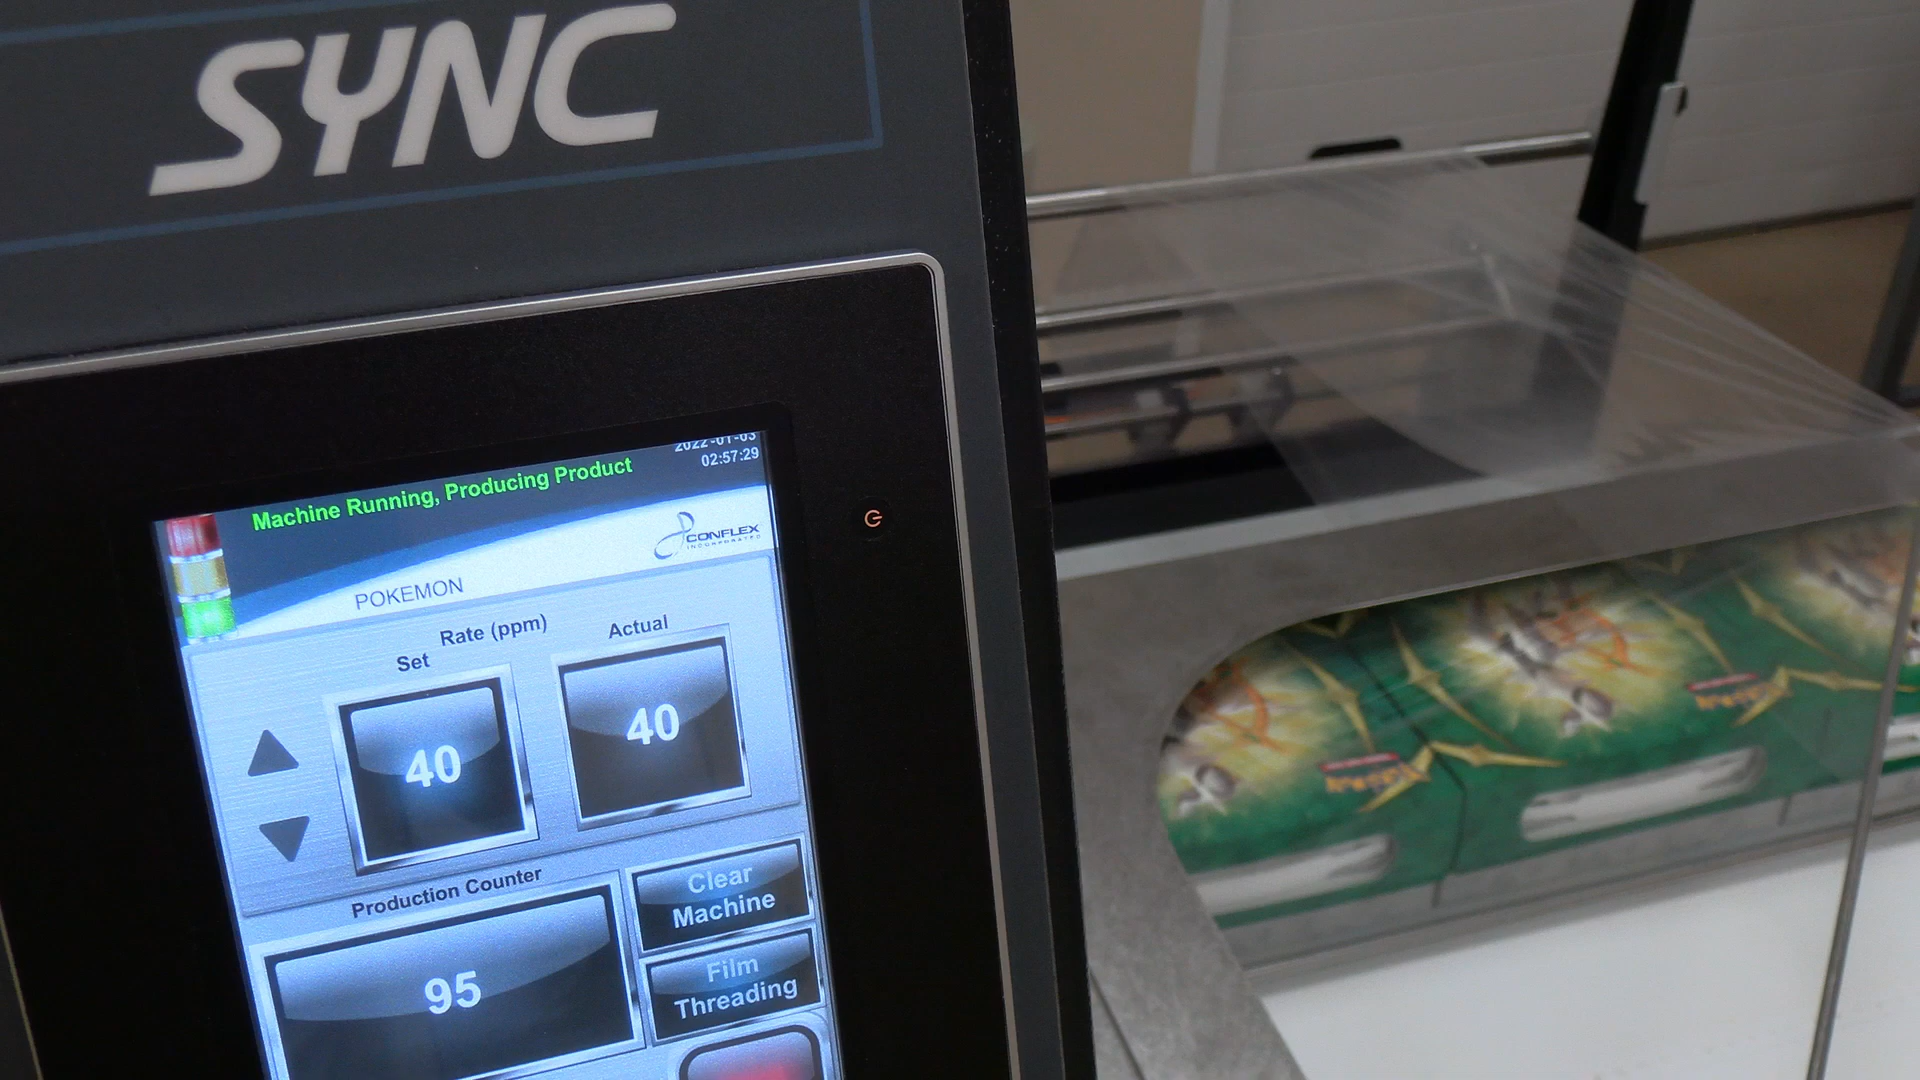 SYNC
2022-01-03
02:57:29
Machine Running, Producing Product
CONFLEX
INCORPORATED
POKEMON
Rate (ppm)
Set
Actual
40
40
Production Counter
95
Clear
Machine
Film
Threading